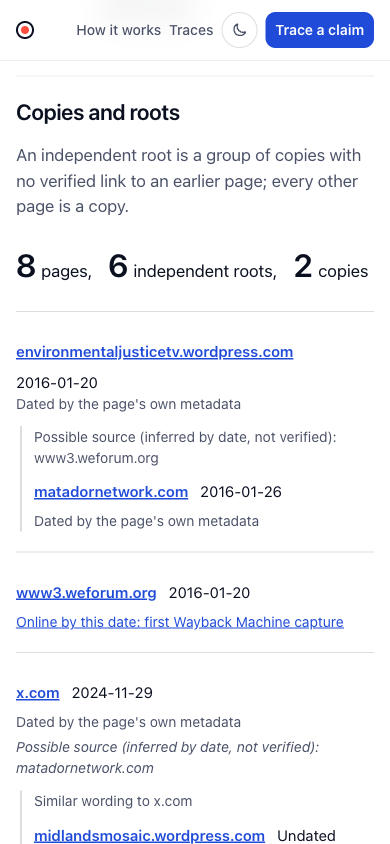 How it works Traces Trace a claim
Copies and roots
An independent root is a group of copies with
no verified link to an earlier page; every other
page is a copy.
8 pages, 6 independent roots, 2 copies
environmentaljusticetv.wordpress.com
2016-01-20
Dated by the page's own metadata
Possible source (inferred by date, not verified):
www3.weforum.org
matadornetwork.com 2016-01-26
Dated by the page's own metadata
www3.weforum.org 2016-01-20
Online by this date: first Wayback Machine capture
x.com 2024-11-29
Dated by the page's own metadata
Possible source (inferred by date, not verified):
matadornetwork.com
Similar wording to x.com
midlandsmosaic.wordpress.com Undated